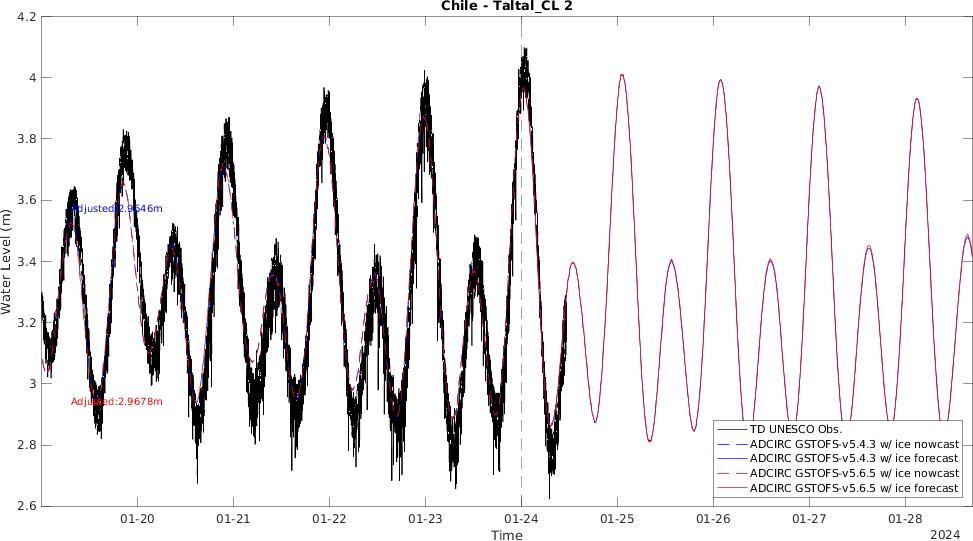 Chile - Taltal_CL 2
4.2
4
3.8
3.6
3.4
3.2
3
2.8
2.6
Water Level (m)
Adjusted:2.9646m
Adjusted:2.9678m
TD UNESCO Obs.
ADCIRC GSTOFS-v5.4.3 w/ ice nowcast
ADCIRC GSTOFS-v5.4.3 w/ ice forecast
ADCIRC GSTOFS-v5.6.5 w/ ice nowcast
ADCIRC GSTOFS-v5.6.5 w/ ice forecast
01-20
01-21
01-22
01-23
01-24
01-25
01-26
01-27
01-28
Time
2024